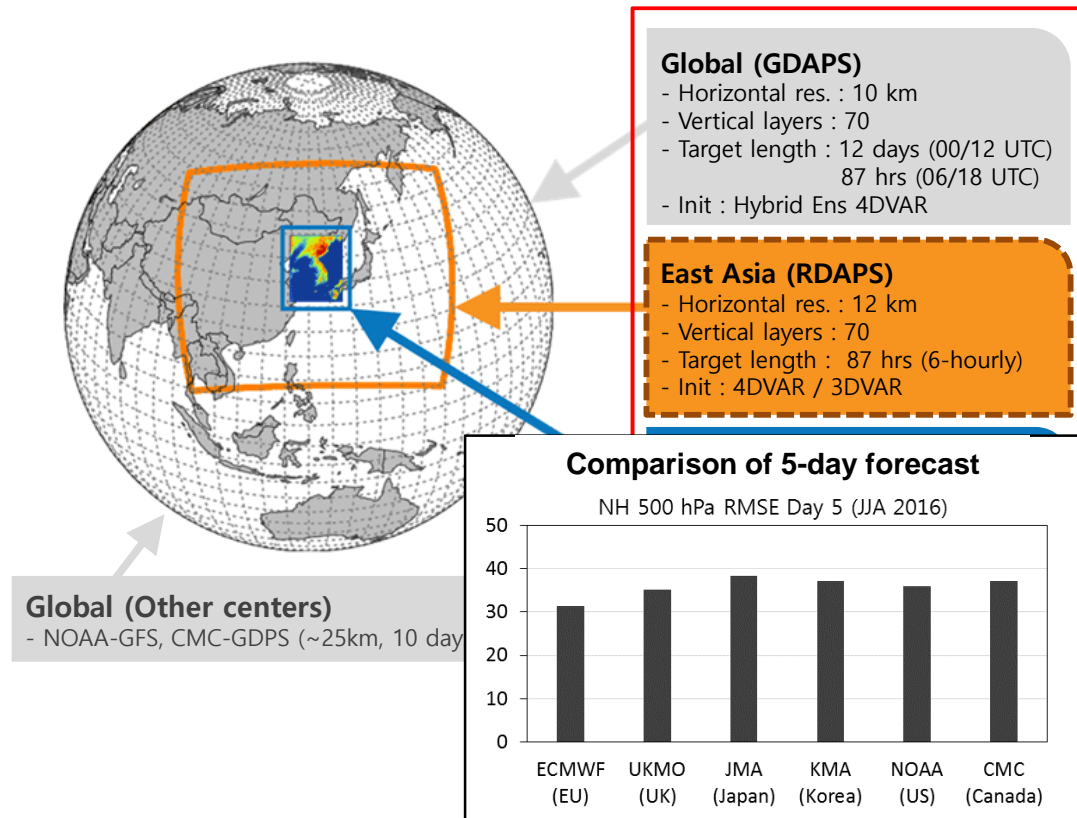 Global (GDAPS)
- Horizontal res. : 10 km
- Vertical layers : 70
- Target length : 12 days (00/12 UTC)
87 hrs (06/18 UTC)
- Init : Hybrid Ens 4DVAR
East Asia (RDAPS)
- Horizontal res. : 12 km
- Vertical layers : 70
- Target length : 87 hrs (6-hourly)
- Init : 4DVAR / 3DVAR
Global (Other centers)
- NOAA-GFS, CMC-GDPS (~25km, 10 day
Comparison of 5-day forecast
NH 500 hPa RMSE Day 5 (JJA 2016)
50
40
30
20
10
0
ECMWF UKMO JMA KMA NOAA CMC
(EU) (UK) (Japan) (Korea) (US) (Canada)